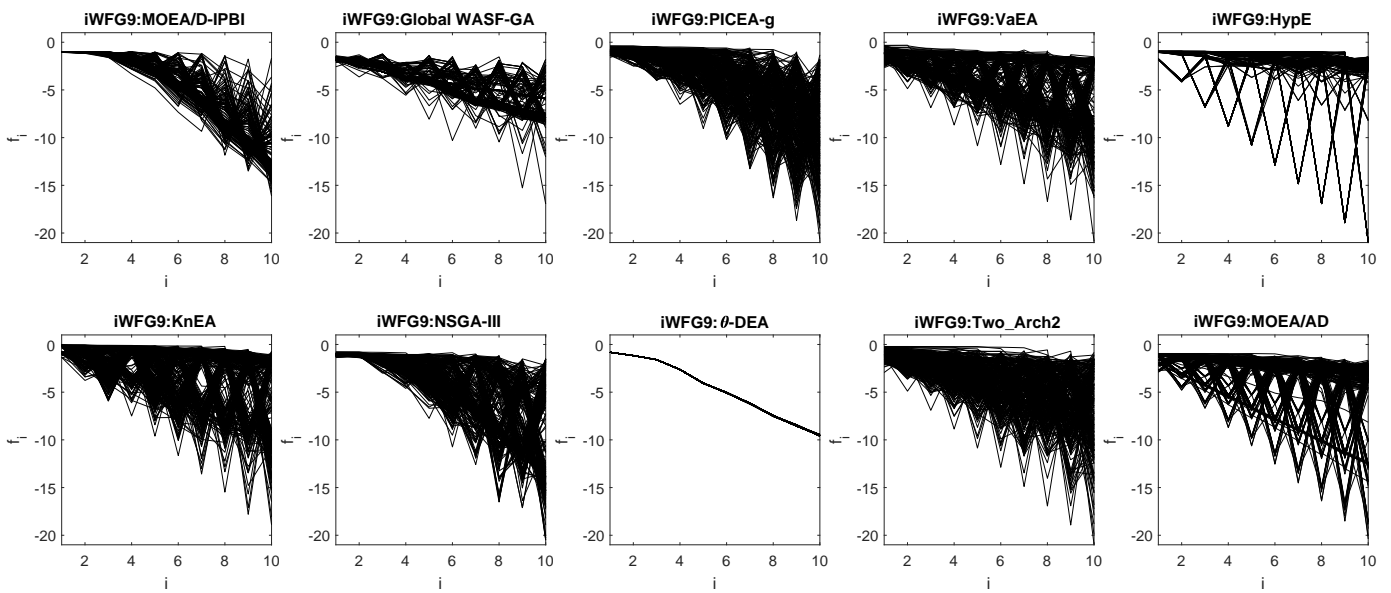 iWFG9:MOEA/D-IPBI
0
-5
-10
-15
-20
f_i
2 4 6 8 10
i
iWFG9:Global WASF-GA
0
-5
-10
-15
-20
f_i
2 4 6 8 10
i
iWFG9:PICEA-g
0
-5
-10
-15
-20
f_i
2 4 6 8 10
i
iWFG9:VaEA
0
-5
-10
-15
-20
f_i
2 4 6 8 10
i
iWFG9:HypE
0
-5
-10
-15
-20
f_i
2 4 6 8 10
i
iWFG9:KnEA
0
-5
-10
-15
-20
f_i
2 4 6 8 10
i
iWFG9:NSGA-III
0
-5
-10
-15
-20
f_i
2 4 6 8 10
i
iWFG9:θ-DEA
0
-5
-10
-15
-20
f_i
2 4 6 8 10
i
iWFG9:Two_Arch2
0
-5
-10
-15
-20
f_i
2 4 6 8 10
i
iWFG9:MOEA/AD
0
-5
-10
-15
-20
f_i
2 4 6 8 10
i